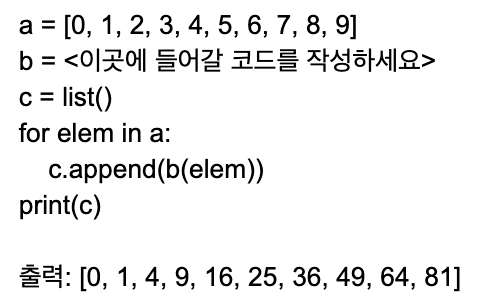 a = [0, 1, 2, 3, 4, 5, 6, 7, 8, 9]
b = <이곳에 들어갈 코드를 작성하세요>
c = list()
for elem in a:
    c.append(b(elem))
print(c)

출력: [0, 1, 4, 9, 16, 25, 36, 49, 64, 81]